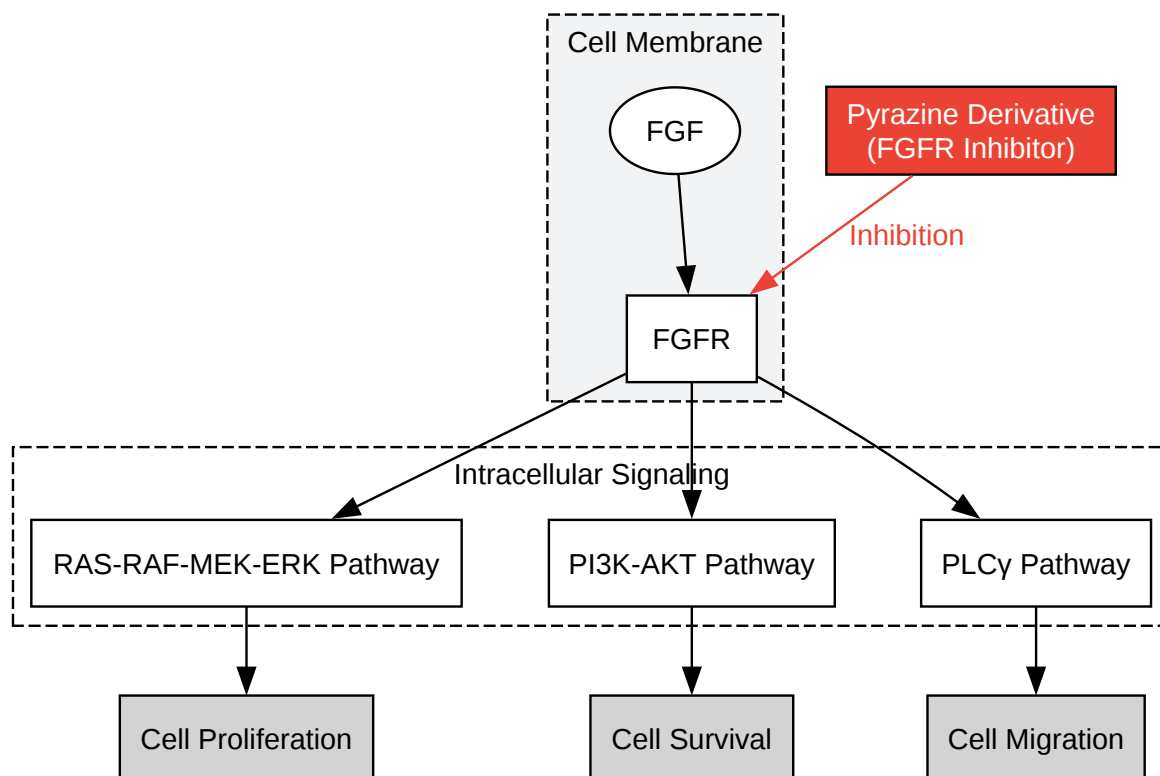 Cell Membrane
FGF
Pyrazine Derivative
(FGFR Inhibitor)
Inhibition
FGFR
Intracellular Signaling
RAS-RAF-MEK-ERK Pathway
PI3K-AKT Pathway
PLCγ Pathway
Cell Proliferation
Cell Survival
Cell Migration